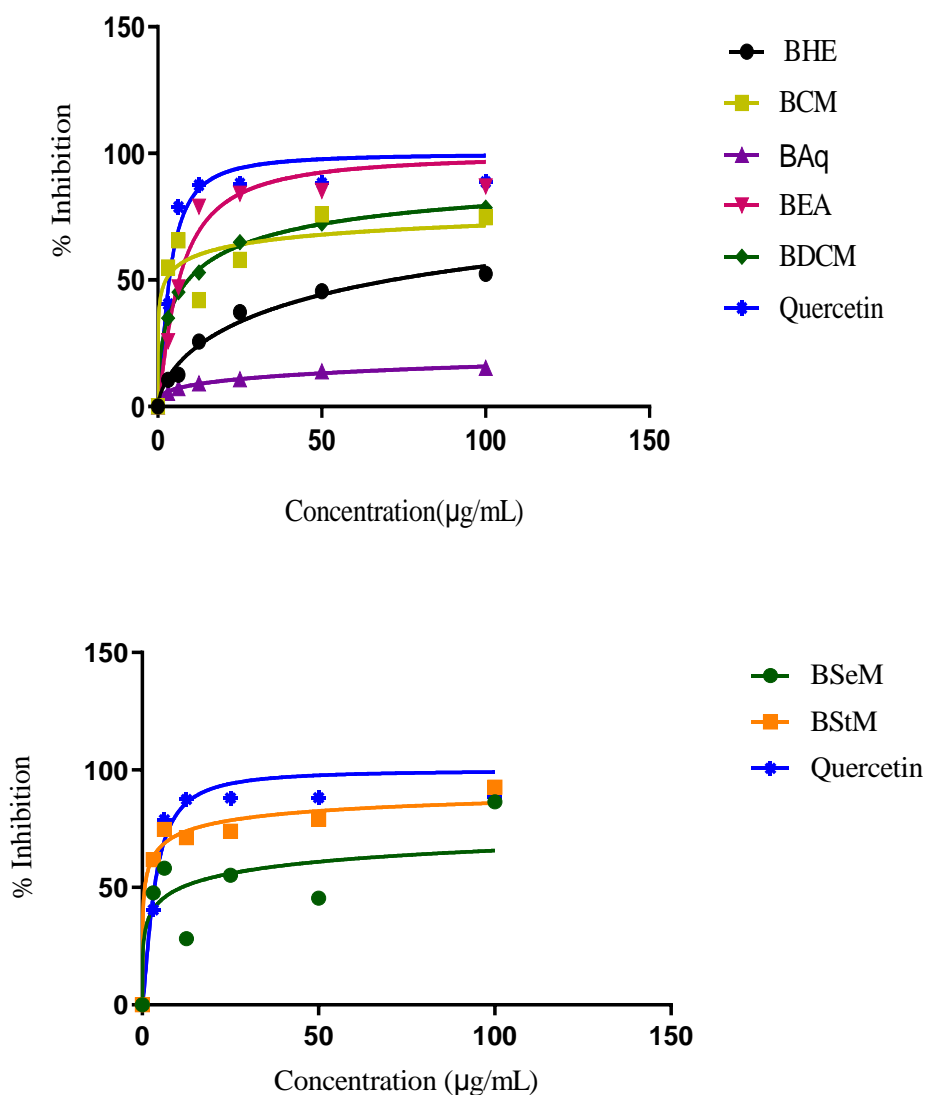 150
100
50
0
% Inhibition
0
50
100
150
Concentration(µg/mL)
BHE
BCM
BAq
BEA
BDCM
Quercetin
150
100
50
0
% Inhibition
0
50
100
150
Concentration (µg/mL)
BSeM
BStM
Quercetin